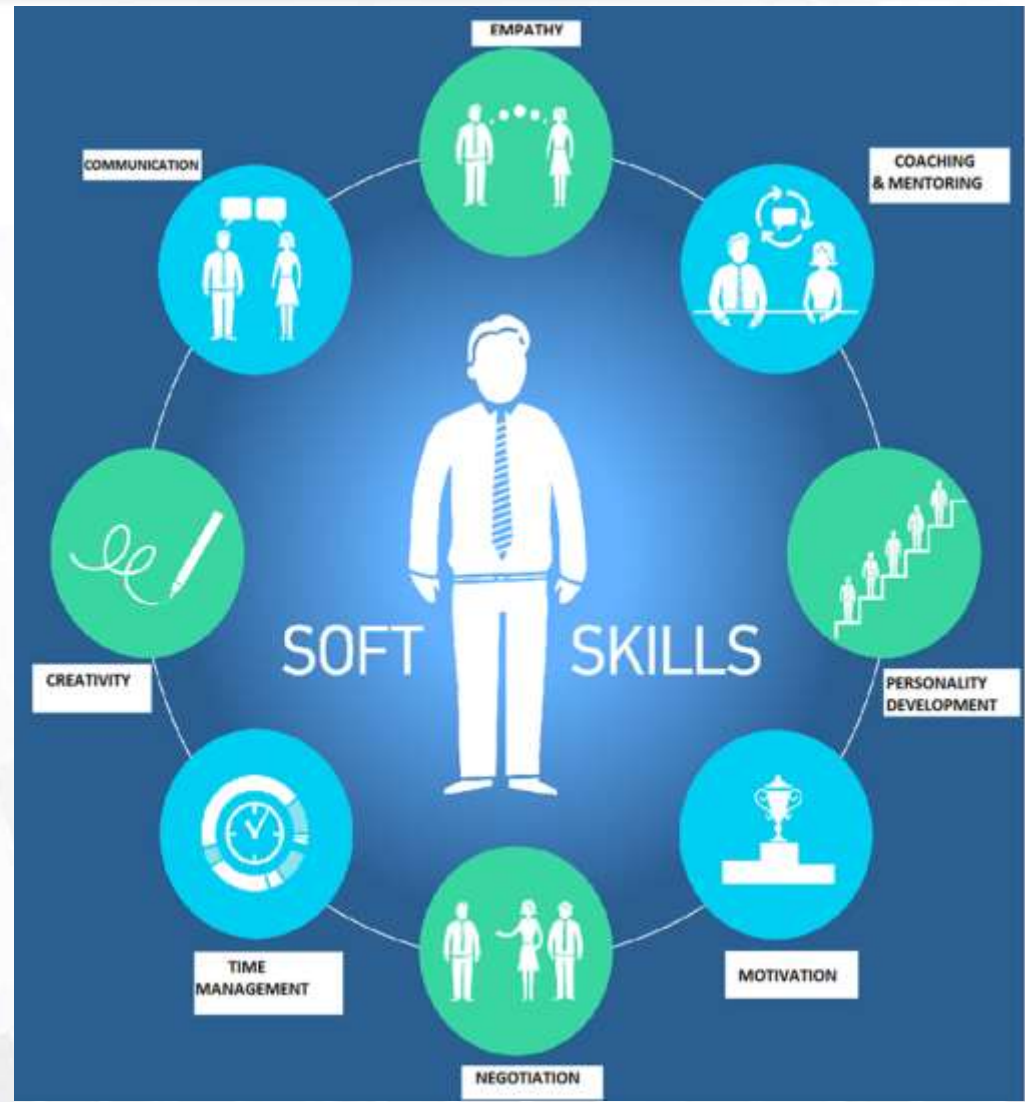 EMPATHY
COMMUNICATION
COACHING
& MENTORING
SOFT SKILLS
CREATIVITY
PERSONALITY
DEVELOPMENT
TIME
MANAGEMENT
MOTIVATION
NEGOTIATION